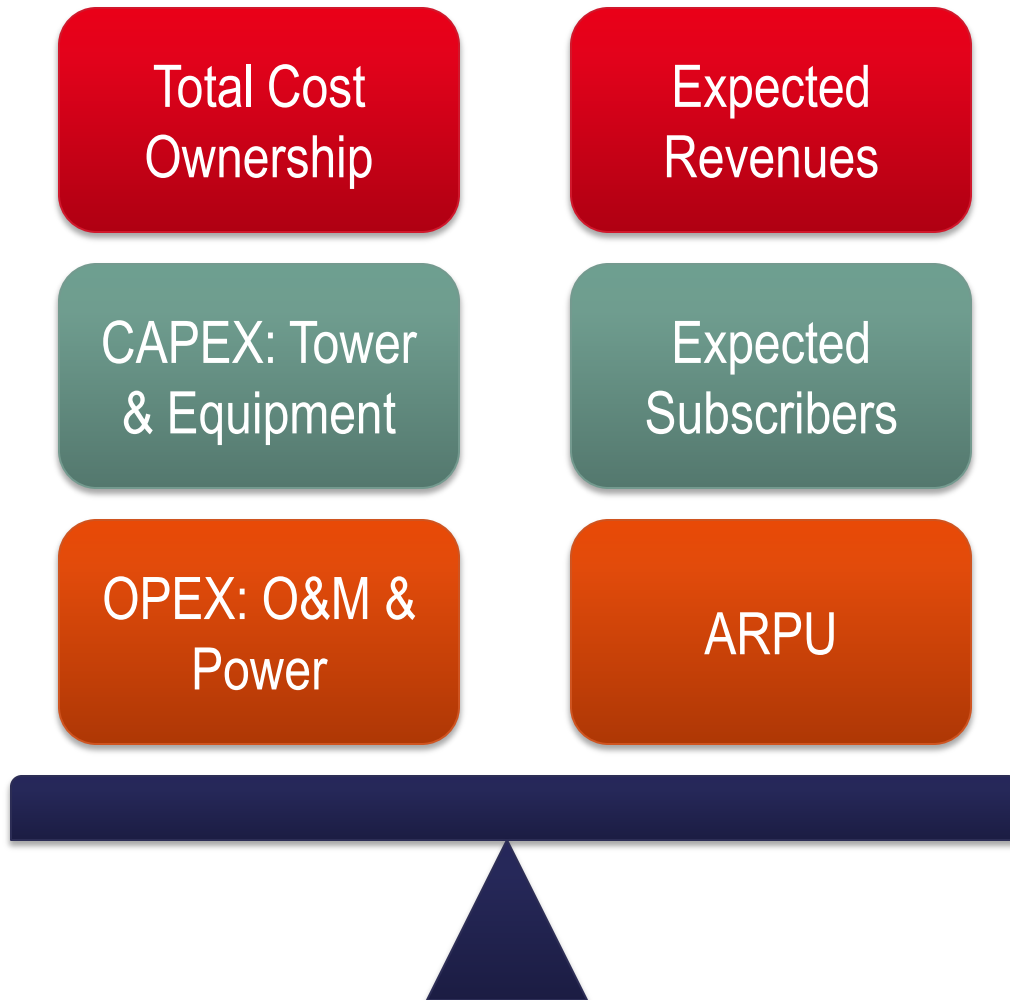 Total Cost
Ownership
Expected
Revenues
CAPEX: Tower
& Equipment
Expected
Subscribers
OPEX: O&M &
Power
ARPU